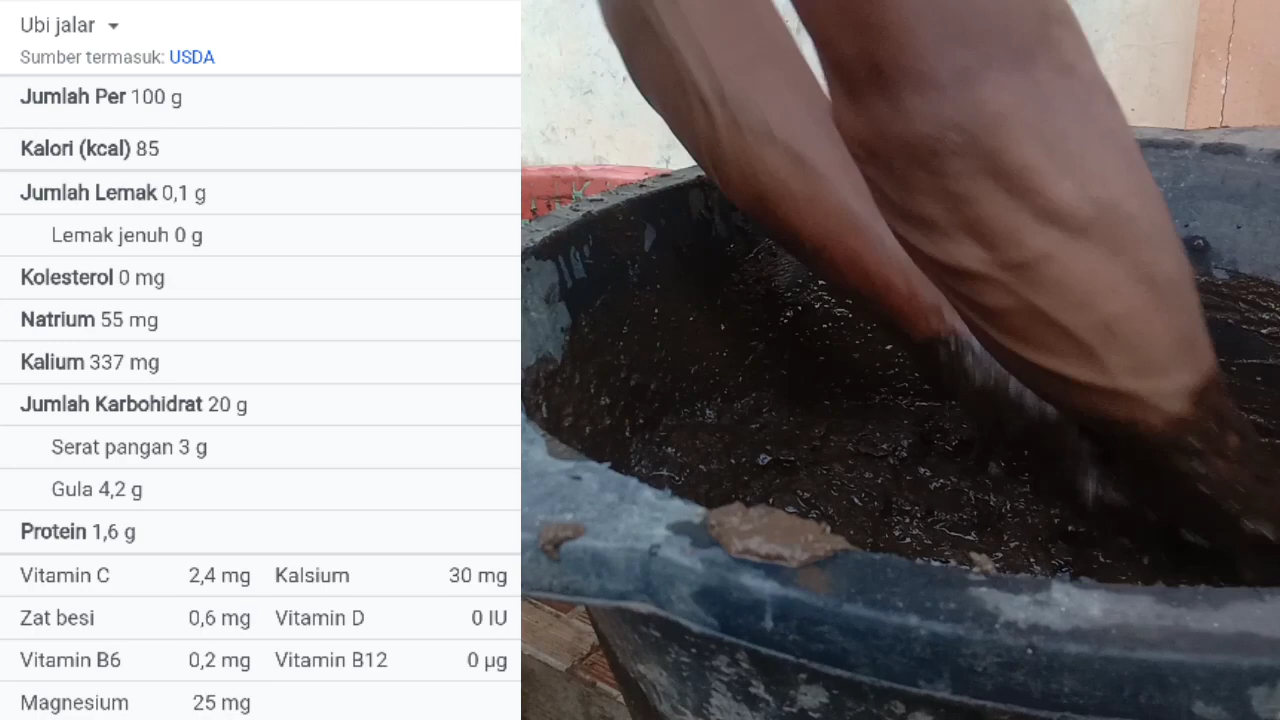 Ubi jalar
Sumber termasuk: USDA
Jumlah Per 100 g
Kalori (kcal) 85
Jumlah Lemak 0,1 g
Lemak jenuh 0 g
Kolesterol 0 mg
Natrium 55 mg
Kalium 337 mg
Jumlah Karbohidrat 20 g
Serat pangan 3 g
Gula 4,2 g
Protein 1,6 g
Vitamin C 2,4 mg Kalsium 30 mg
Zat besi 0,6 mg Vitamin D 0 IU
Vitamin B6 0,2 mg Vitamin B12 0 µg
Magnesium 25 mg